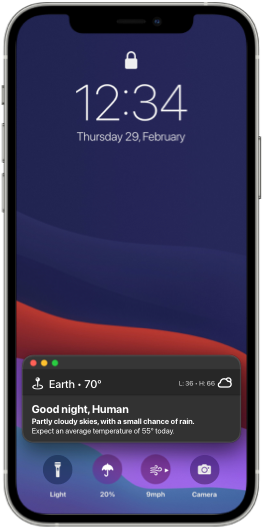 12:34
Thursday 29, February
Earth • 70°
L: 36 • H: 66
Good night, Human
Partly cloudy skies, with a small chance of rain.
Expect an average temperature of 55° today.
Light 20% 9mph Camera